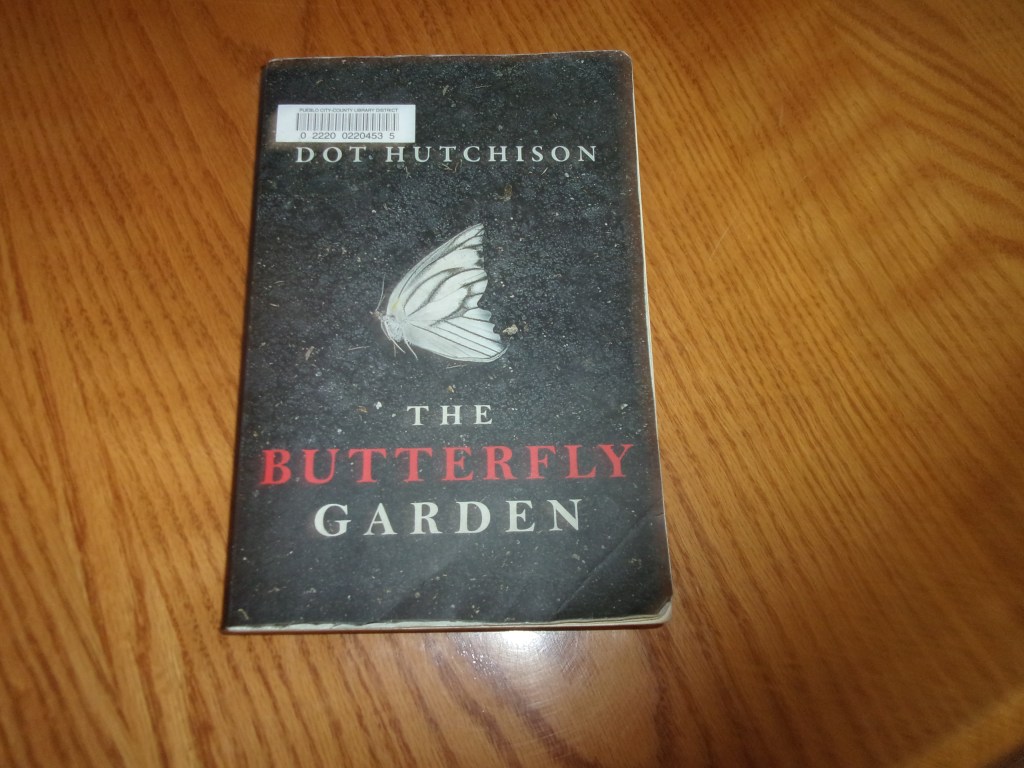 PUEBLO CITY-COUNTY LIBRARY DISTRICT
0 2220 0220453 5
DOT HUTCHISON
THE
BUTTERFLY
GARDEN